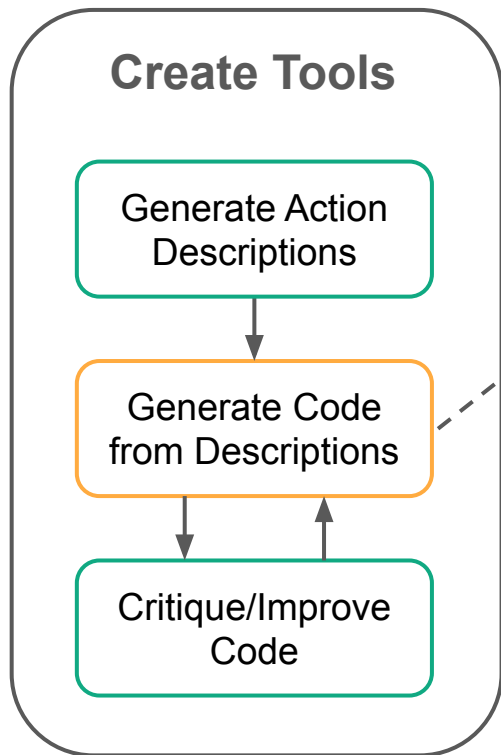 Create Tools
Generate Action
Descriptions
Generate Code
from Descriptions
Critique/Improve
Code